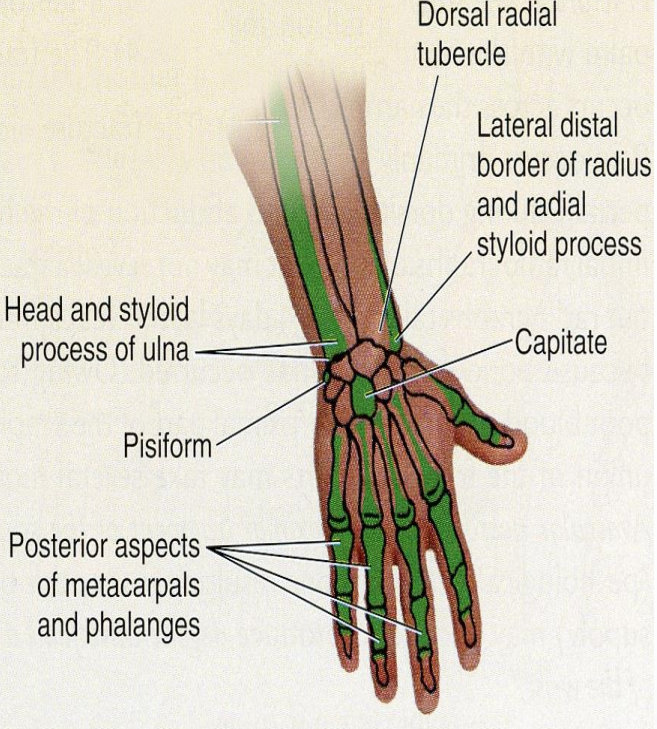 Dorsal radial
tubercle
Lateral distal
border of radius
and radial
styloid process
Head and styloid
process of ulna
Capitate
Pisiform
Posterior aspects
of metacarpals
and phalanges